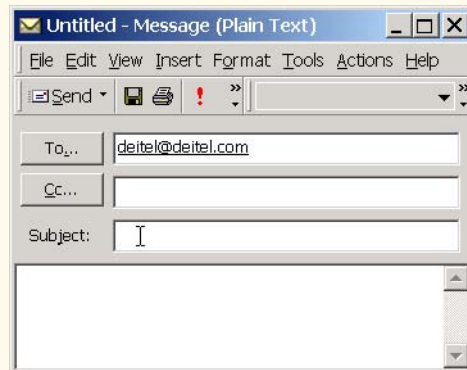 Untitled - Message (Plain Text)
File Edit View Insert Format Tools Actions Help
Send
To... deitel@deitel.com
Cc...
Subject: